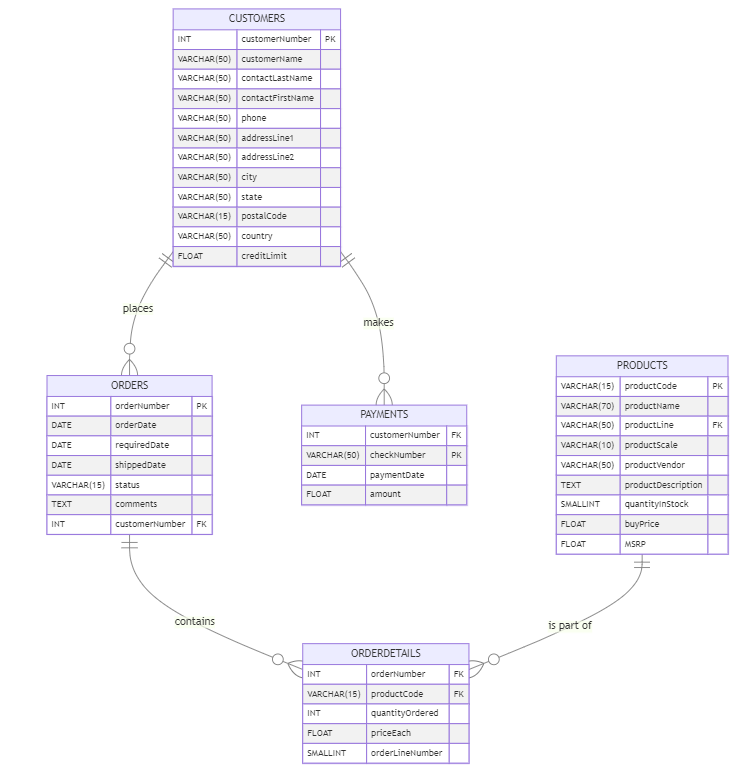 CUSTOMERS
INT customerNumber PK
VARCHAR(50) customerName
VARCHAR(50) contactLastName
VARCHAR(50) contactFirstName
VARCHAR(50) phone
VARCHAR(50) addressLine1
VARCHAR(50) addressLine2
VARCHAR(50) city
VARCHAR(50) state
VARCHAR(15) postalCode
VARCHAR(50) country
FLOAT creditLimit
places
makes
ORDERS
INT orderNumber PK
DATE orderDate
DATE requiredDate
DATE shippedDate
VARCHAR(15) status
TEXT comments
INT customerNumber FK
PAYMENTS
INT customerNumber FK
VARCHAR(50) checkNumber PK
DATE paymentDate
FLOAT amount
PRODUCTS
VARCHAR(15) productCode PK
VARCHAR(70) productName
VARCHAR(50) productLine FK
VARCHAR(10) productScale
VARCHAR(50) productVendor
TEXT productDescription
SMALLINT quantityInStock
FLOAT buyPrice
FLOAT MSRP
contains
is part of
ORDERDETAILS
INT orderNumber FK
VARCHAR(15) productCode FK
INT quantityOrdered
FLOAT priceEach
SMALLINT orderLineNumber